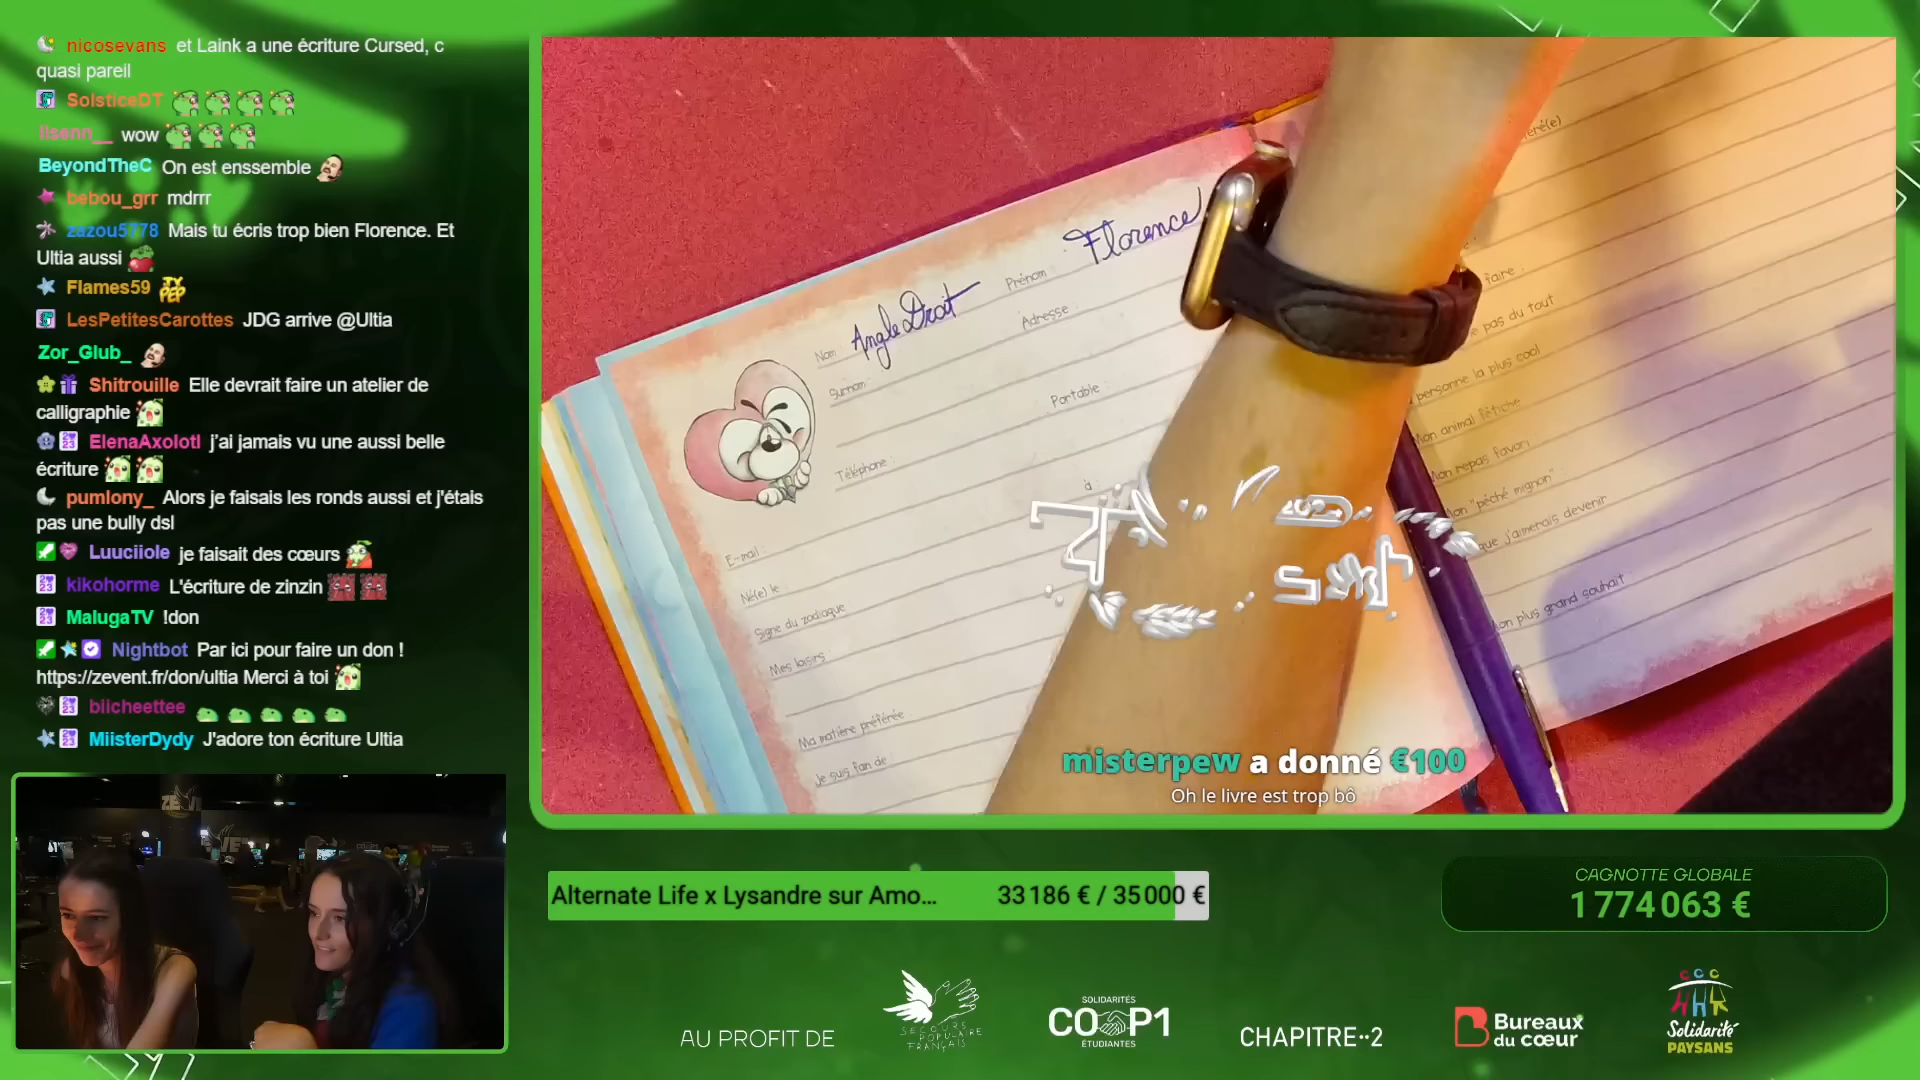 nicosevans et Laink a une écriture Cursed, c
quasi pareil
SolsticeDT
lisenn__ wow
BeyondTheC On est enssemble
bebou_grr mdrrr
zazou5778 Mais tu écris trop bien Florence. Et
Ultia aussi
Flames59
LesPetitesCarottes JDG arrive @Ultia
Zor_Glub_
Shitrouille Elle devrait faire un atelier de
calligraphie
ElenaAxolotl j'ai jamais vu une aussi belle
écriture
pumlony_ Alors je faisais les ronds aussi et j'étais
pas une bully dsl
Luuciiole je faisait des cœurs
kikohorme L'écriture de zinzin
MalugaTV !don
Nightbot Par ici pour faire un don !
https://zevent.fr/don/ultia Merci à toi
biicheettee
MiisterDydy J'adore ton écriture Ultia
Nom : Angle Droit
Prénom : Florence
Surnom :
Adresse :
Portable :
Téléphone :
à :
E-mail :
Né(e) le :
Signe du zodiaque
Mes loisirs
Ma matière préférée
Je suis fan de
faire :
pas du tout
personne la plus cool
Mon animal fétiche
Mon repas favori
Mon "péché mignon"
que j'aimerais devenir
Mon plus grand souhait
misterpew a donné €100
Oh le livre est trop bô
Alternate Life x Lysandre sur Amo... 33 186 € / 35 000 €
CAGNOTTE GLOBALE
1 774 063 €
AU PROFIT DE
SECOURS
POPULAIRE
FRANÇAIS
SOLIDARITÉS
CO P1
ÉTUDIANTES
CHAPITRE··2
Bureaux
du cœur
Solidarité
PAYSANS